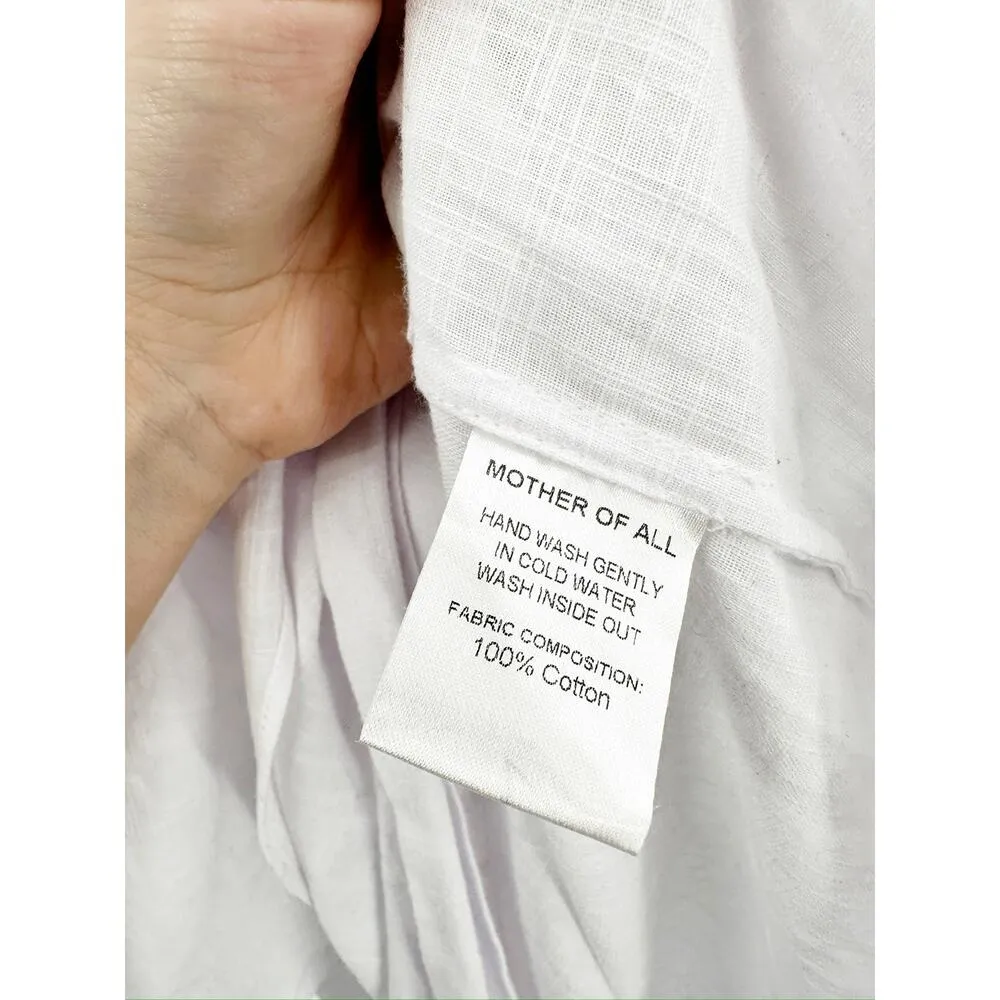 MOTHER OF ALL
HAND WASH GENTLY
IN COLD WATER
WASH INSIDE OUT
FABRIC COMPOSITION:
100% Cotton